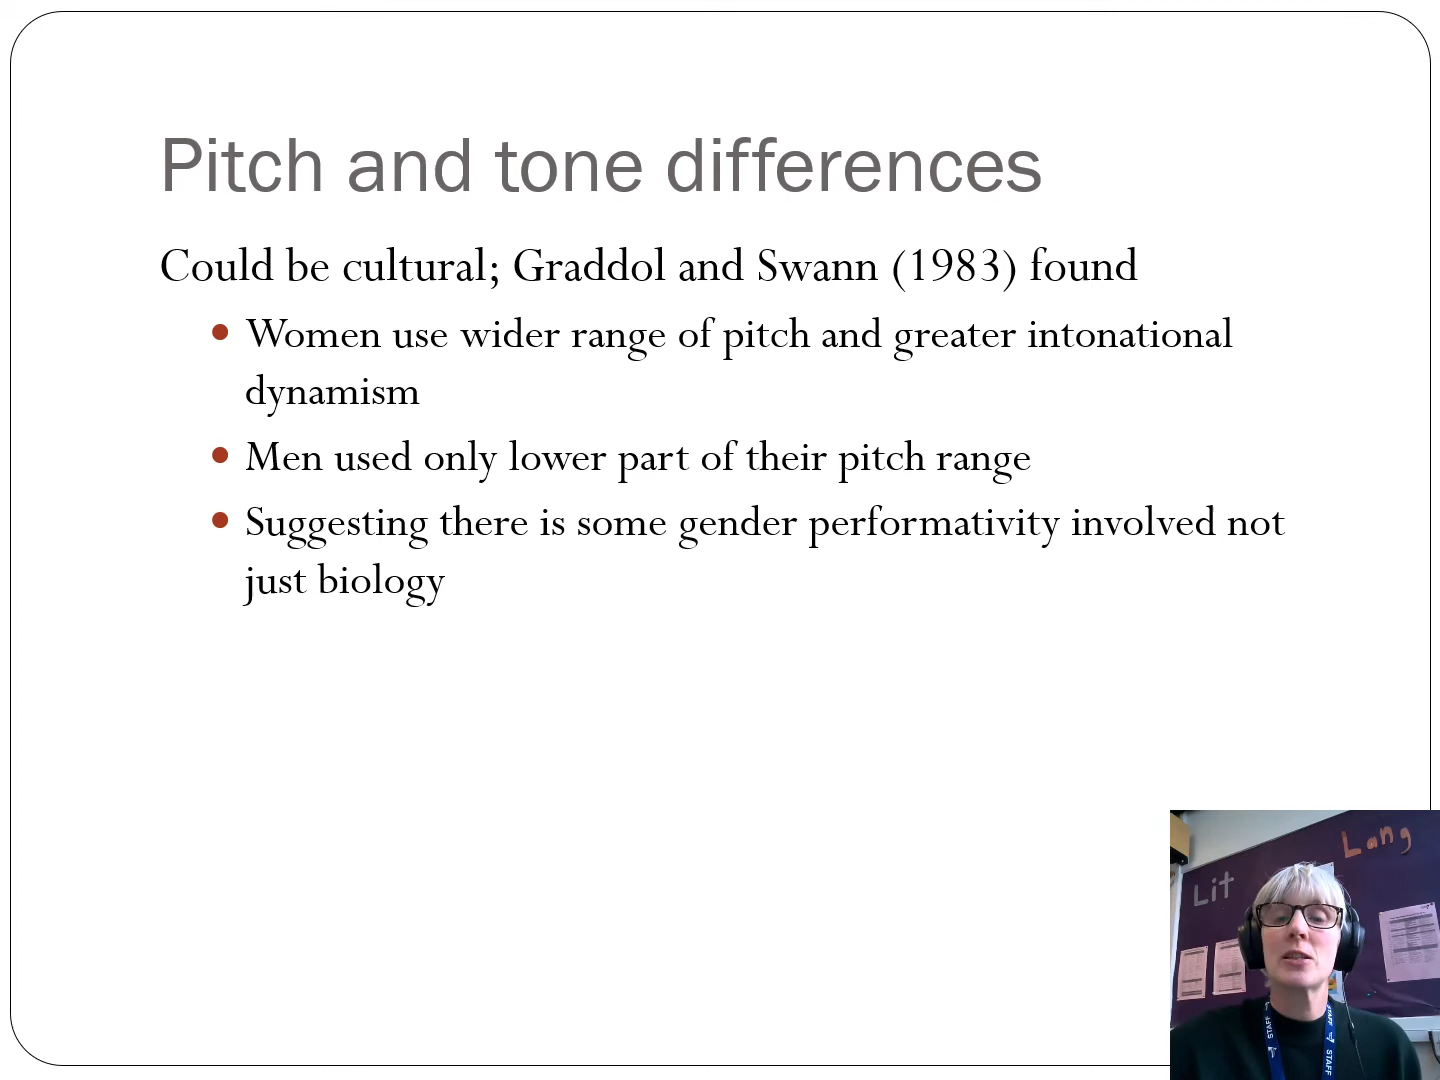 Pitch and tone differences
Could be cultural; Graddol and Swann (1983) found
• Women use wider range of pitch and greater intonational
dynamism
• Men used only lower part of their pitch range
• Suggesting there is some gender performativity involved not
just biology
Lang
Lit
STAFF
STAFF
STAFF